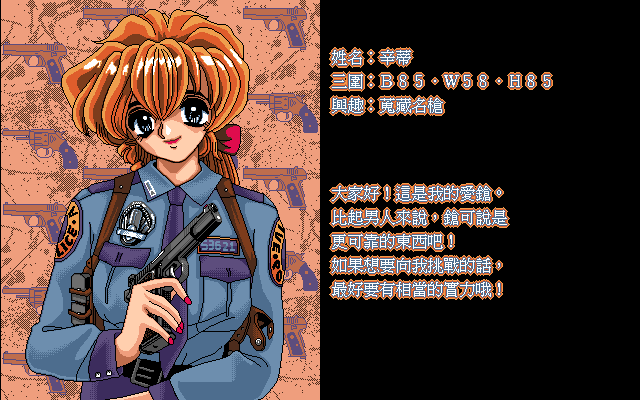 姓名：辛蒂
三圍：Ｂ８５．Ｗ５８．Ｈ８５
興趣：蒐藏名槍
大家好！這是我的愛鎗。
比起男人來說，鎗可說是
更可靠的東西吧！
如果想要向我挑戰的話，
最好要有相當的實力哦！